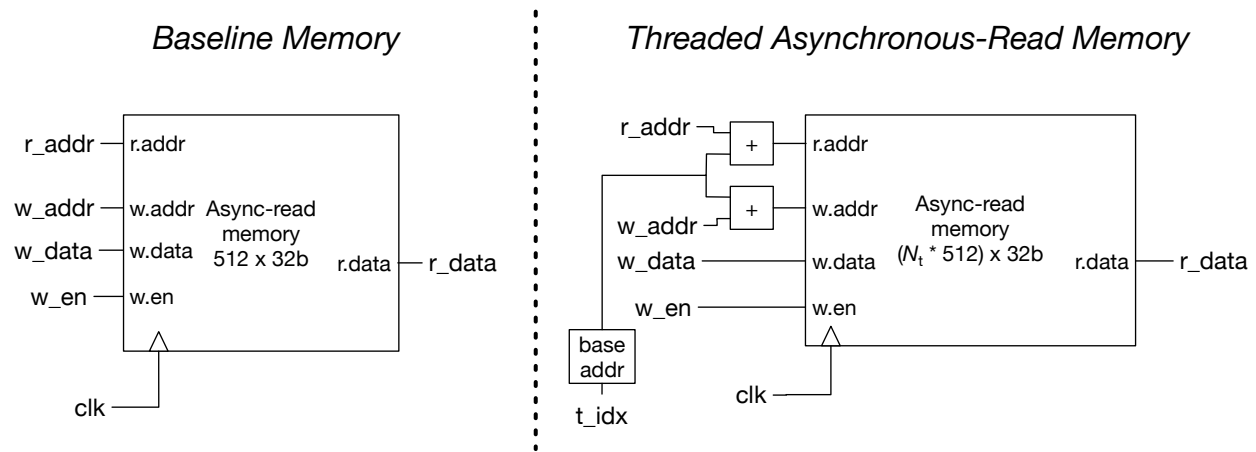 Baseline Memory
r_addr
r.addr
w_addr
w.addr
Async-read
memory
512 x 32b
w_data
w.data
r.data
r_data
w_en
w.en
clk
Threaded Asynchronous-Read Memory
r_addr
+
r.addr
+
w.addr
w_addr
Async-read
memory
(Nt * 512) x 32b
w_data
w.data
r.data
r_data
w_en
w.en
base
addr
t_idx
clk